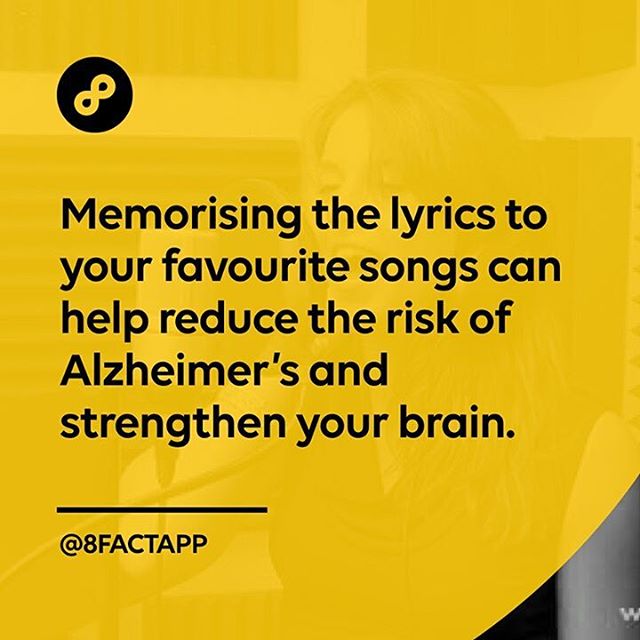 Memorising the lyrics to
your favourite songs can
help reduce the risk of
Alzheimer's and
strengthen your brain.
@8FACTAPP